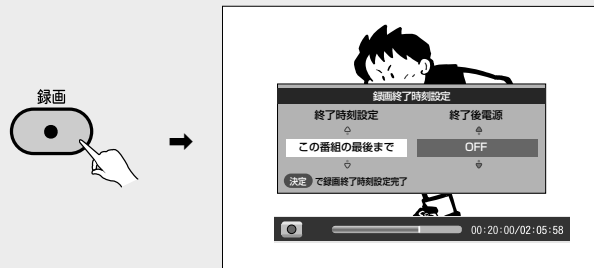 録画
録画終了時刻設定
終了時刻設定 終了後電源
この番組の最後まで OFF
決定 で録画終了時刻設定完了
00:20:00/02:05:58